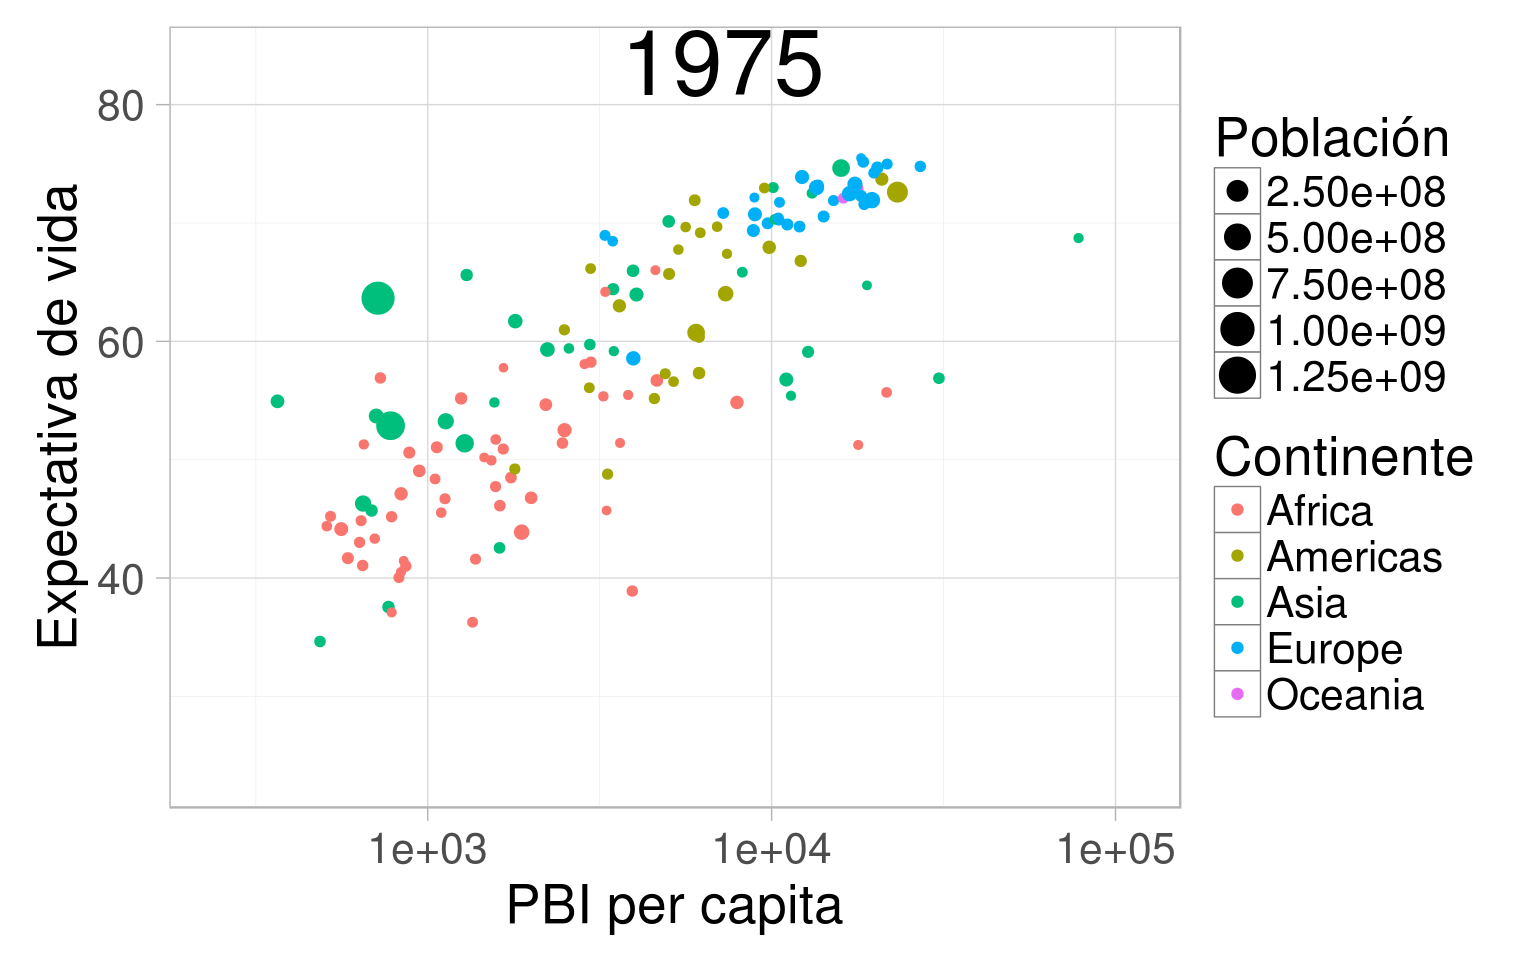 1975
80
60
40
Expectativa de vida
1e+03
1e+04
1e+05
PBI per capita
Población
2.50e+08
5.00e+08
7.50e+08
1.00e+09
1.25e+09
Continente
Africa
Americas
Asia
Europe
Oceania